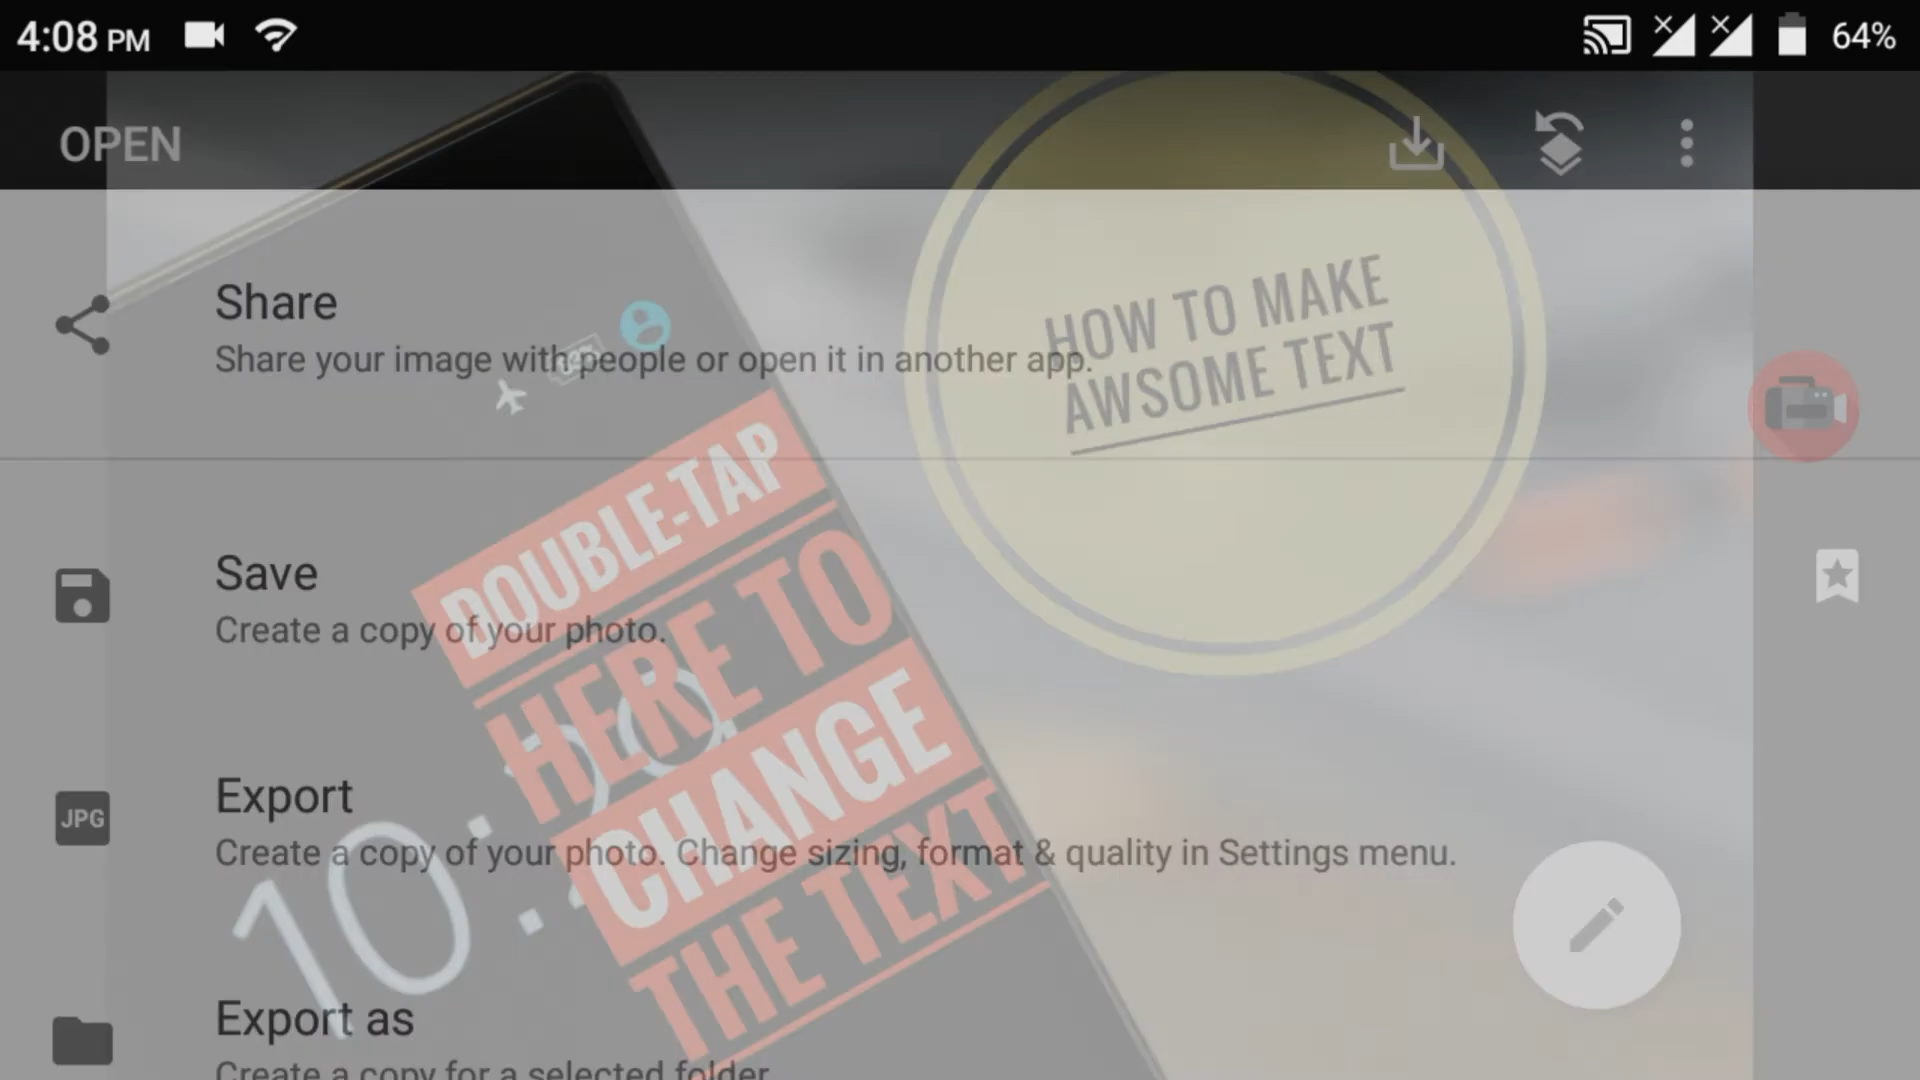 4:08 PM
64%
OPEN
Share
Share your image with people or open it in another app.
HOW TO MAKE
AWSOME TEXT
DOUBLE-TAP
HERE TO
CHANGE
THE TEXT
Save
Create a copy of your photo.
JPG
Export
Create a copy of your photo. Change sizing, format & quality in Settings menu.
Export as
Create a copy for a selected folder